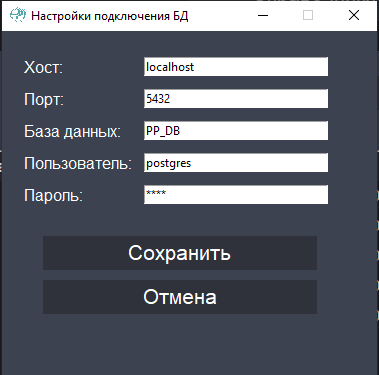 Настройки подключения БД
Хост: localhost
Порт: 5432
База данных: PP_DB
Пользователь: postgres
Пароль: ****
Сохранить
Отмена